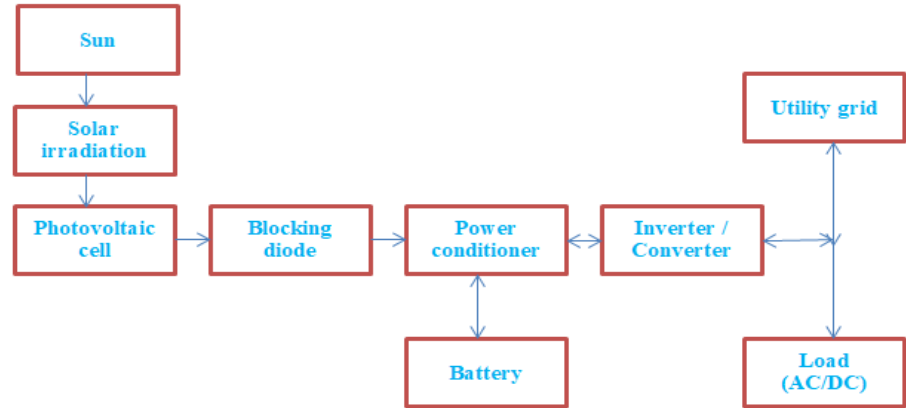 Sun
Solar
irradiation
Utility grid
Photovoltaic
cell
Blocking
diode
Power
conditioner
Inverter /
Converter
Battery
Load
(AC/DC)